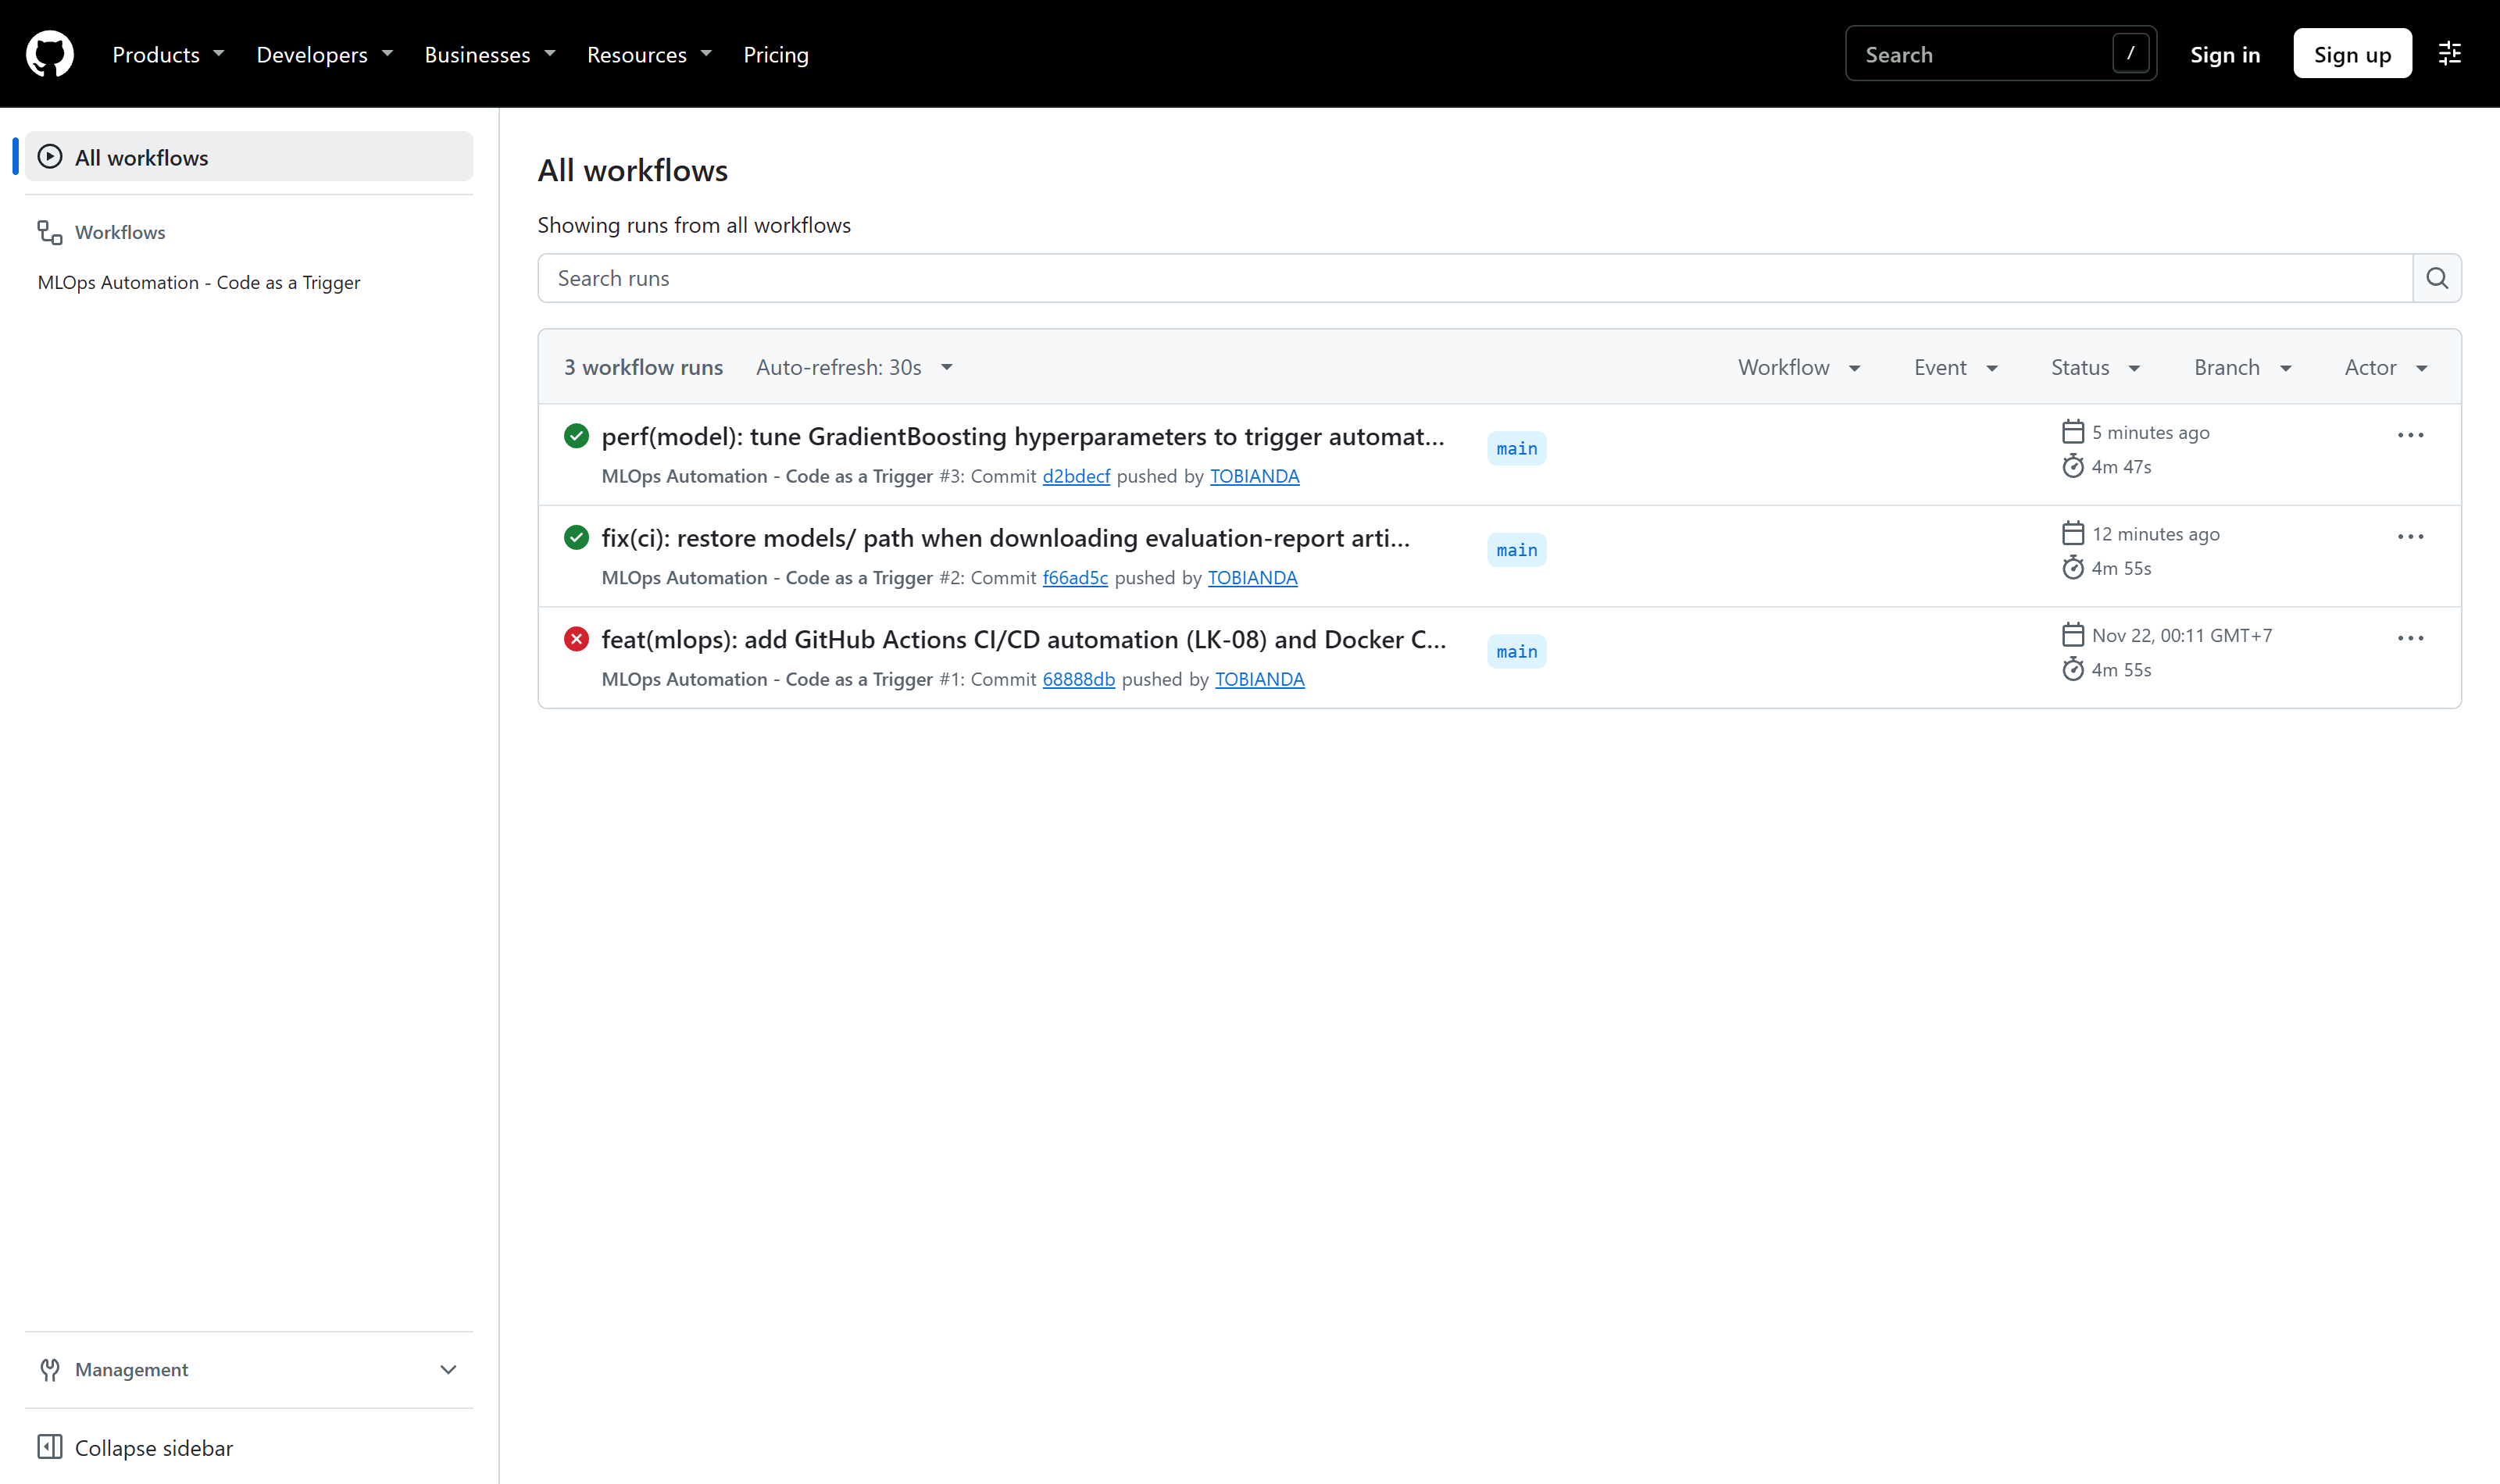 Products Developers Businesses Resources Pricing Search / Sign in Sign up
All workflows
Workflows
MLOps Automation - Code as a Trigger
All workflows
Showing runs from all workflows
Search runs
3 workflow runs Auto-refresh: 30s Workflow Event Status Branch Actor
perf(model): tune GradientBoosting hyperparameters to trigger automat... main 5 minutes ago
MLOps Automation - Code as a Trigger #3: Commit d2bdecf pushed by TOBIANDA 4m 47s
fix(ci): restore models/ path when downloading evaluation-report arti... main 12 minutes ago
MLOps Automation - Code as a Trigger #2: Commit f66ad5c pushed by TOBIANDA 4m 55s
feat(mlops): add GitHub Actions CI/CD automation (LK-08) and Docker C... main Nov 22, 00:11 GMT+7
MLOps Automation - Code as a Trigger #1: Commit 68888db pushed by TOBIANDA 4m 55s
Management
Collapse sidebar